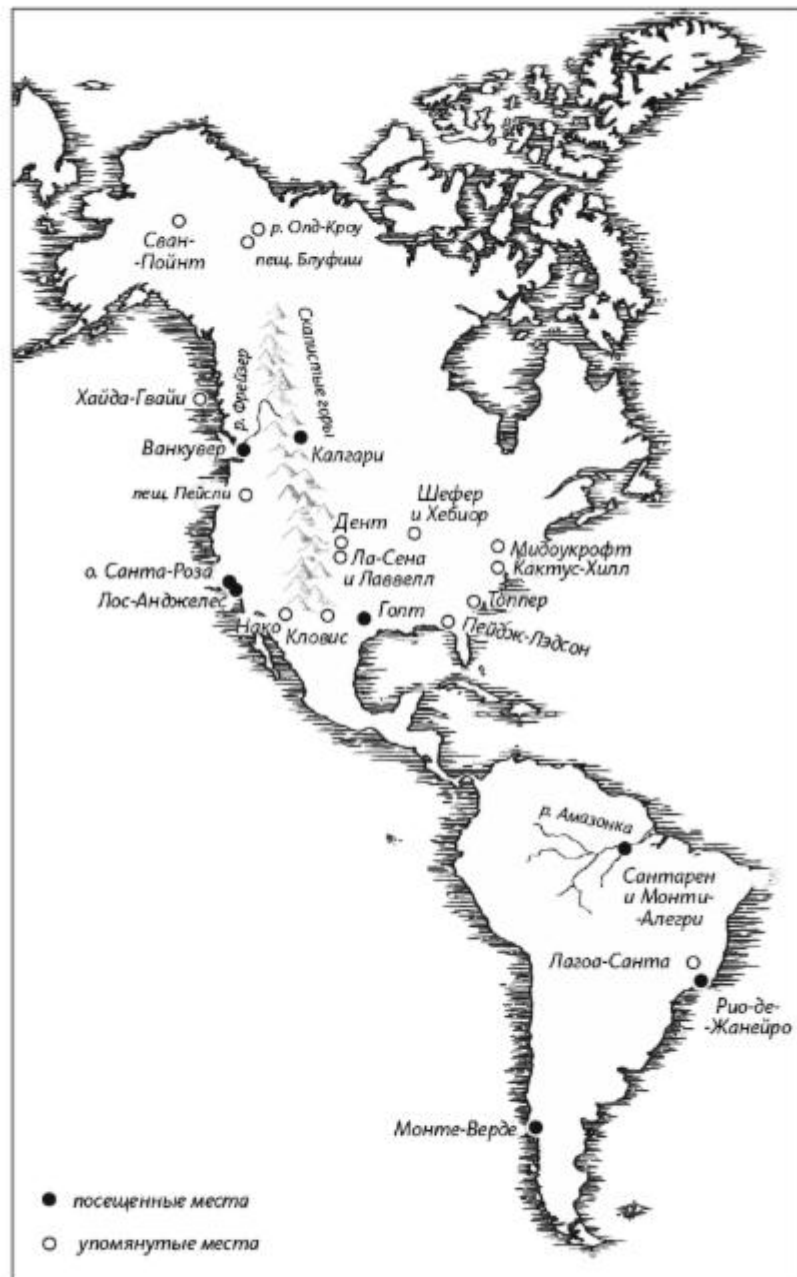 р. Олд-Кроу
Сван-
-Пойнт
пещ. Блуфиш
Скалистые горы
р. Фрейзер
Хайда-Гвайи
Ванкувер
Калгари
пещ. Пейсли
Шефер
и Хебиор
Дент
Мидоукрофт
Ла-Сена
и Лаввелл
Кактус-Хилл
о. Санта-Роза
Лос-Анджелес
Топпер
Нако
Кловис
Голт
Пейдж-Лэдсон
р. Амазонка
Сантарен
и Монти-
-Алегри
Лагоа-Санта
Рио-де-
-Жанейро
Монте-Верде
посещенные места
упомянутые места